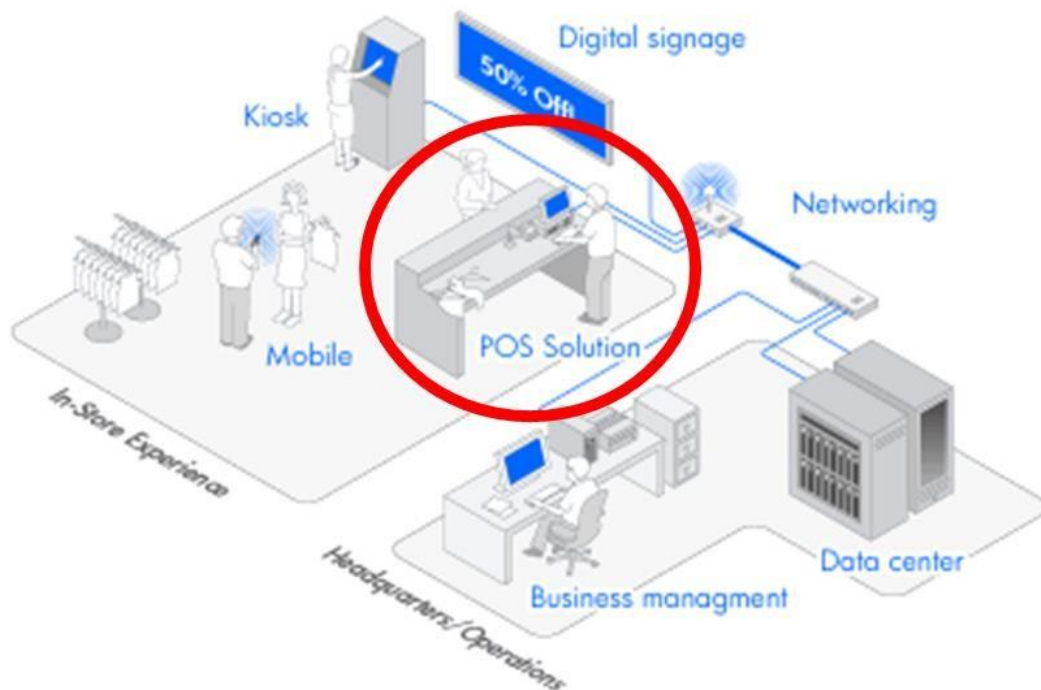 Digital signage
50% Off!
Kiosk
Networking
Mobile
POS Solution
In-Store Experience
Data center
Business managment
Headquarters/Operations